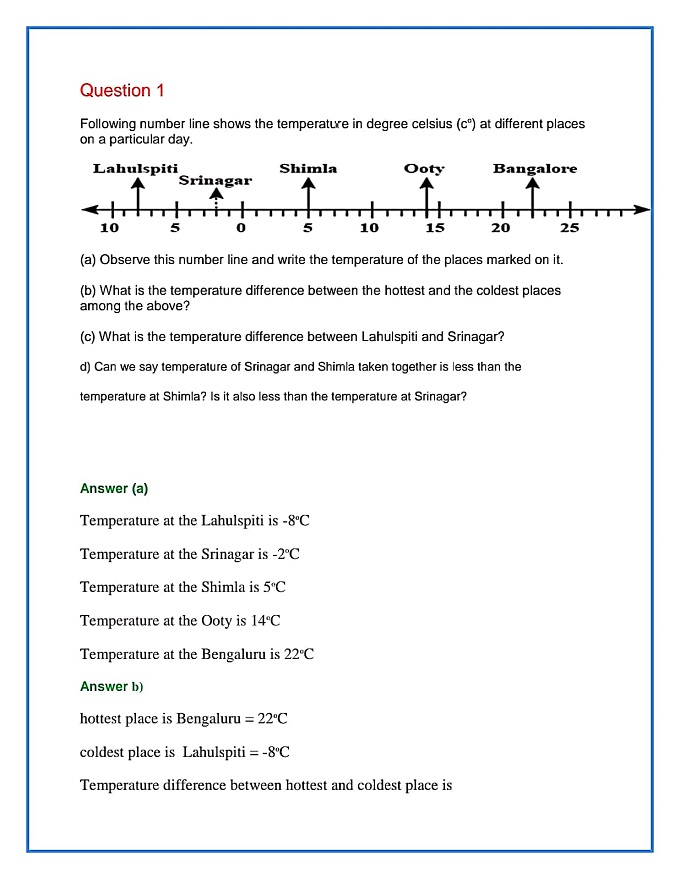 Question 1
Following number line shows the temperature in degree celsius (c°) at different places
on a particular day.
Lahulspiti Srinagar Shimla Ooty Bangalore
10 5 0 5 10 15 20 25
(a) Observe this number line and write the temperature of the places marked on it.
(b) What is the temperature difference between the hottest and the coldest places
among the above?
(c) What is the temperature difference between Lahulspiti and Srinagar?
d) Can we say temperature of Srinagar and Shimla taken together is less than the
temperature at Shimla? Is it also less than the temperature at Srinagar?
Answer (a)
Temperature at the Lahulspiti is -8°C
Temperature at the Srinagar is -2°C
Temperature at the Shimla is 5°C
Temperature at the Ooty is 14°C
Temperature at the Bengaluru is 22°C
Answer b)
hottest place is Bengaluru = 22°C
coldest place is Lahulspiti = -8°C
Temperature difference between hottest and coldest place is